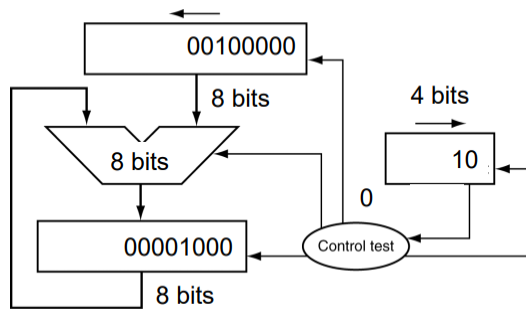 00100000
8 bits
4 bits
8 bits
10
0
Control test
00001000
8 bits